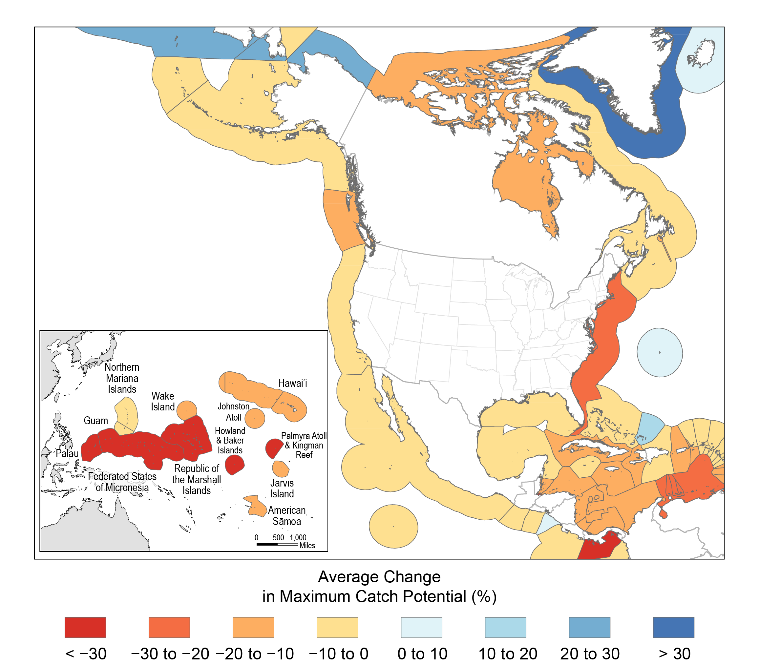 Northern
Mariana
Islands
Hawai'i
Wake
Island
Johnston
Atoll
Guam
Howland
& Baker
Islands
Palmyra Atoll
& Kingman
Reef
Palau
Federated States
of Micronesia
Republic of
the Marshall
Islands
Jarvis
Island
American
Sāmoa
0 500 1,000
Miles
Average Change
in Maximum Catch Potential (%)
< −30
−30 to −20
−20 to −10
−10 to 0
0 to 10
10 to 20
20 to 30
> 30